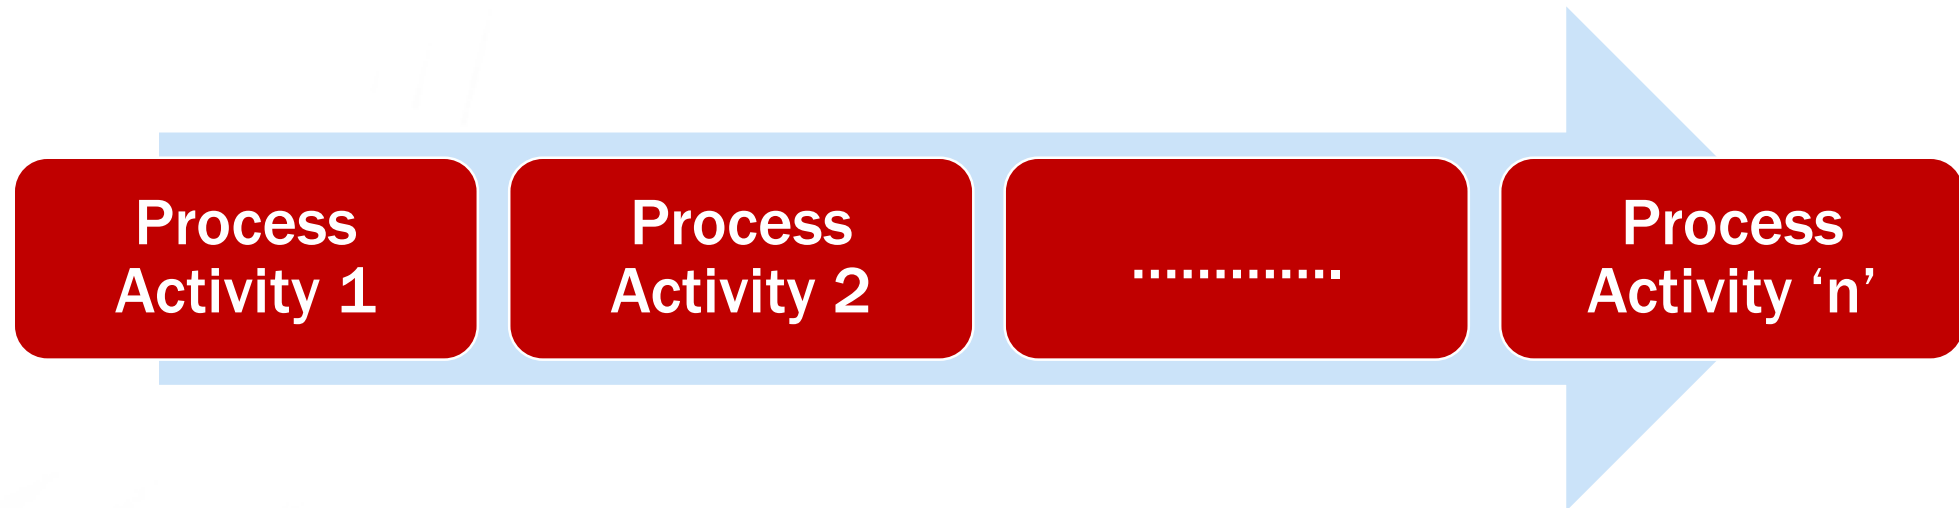 Process
Activity 1
Process
Activity 2
.............
Process
Activity ‘n’